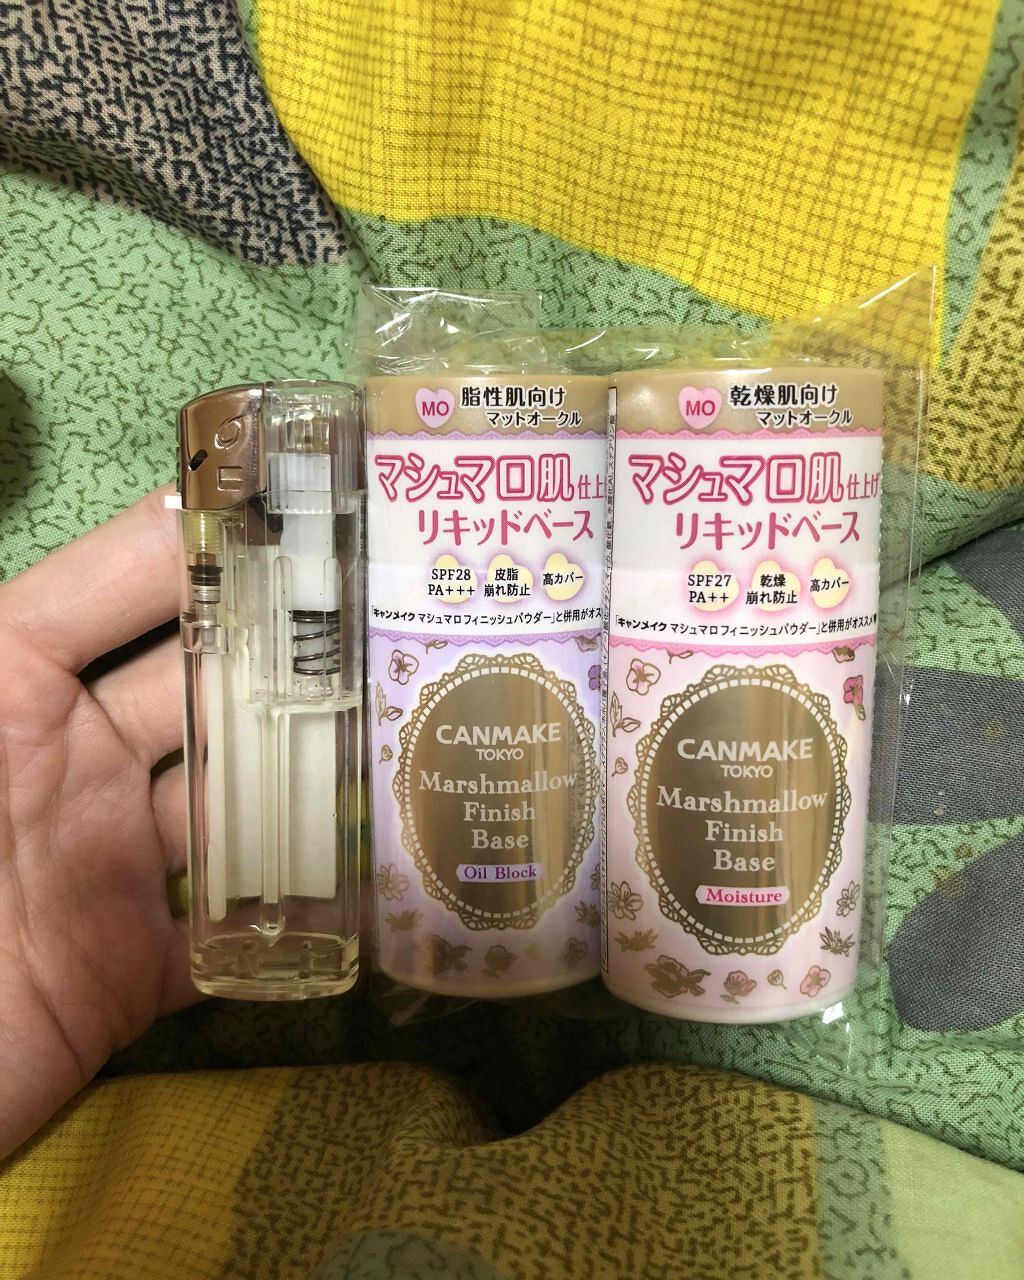 MO 脂性肌向け
マットオークル
マシュマロ肌仕上
リキッドベース
SPF28
PA+++
皮脂
崩れ防止
高カバー
「キャンメイク マシュマロフィニッシュパウダー」と併用がオス
CANMAKE
TOKYO
Marshmallow
Finish
Base
Oil Block
MO 乾燥肌向け
マットオークル
マシュマロ肌仕上げ
リキッドベース
SPF27
PA++
乾燥
崩れ防止
高カバー
「キャンメイク マシュマロフィニッシュパウダー」と併用がオススメ♥
CANMAKE
TOKYO
Marshmallow
Finish
Base
Moisture